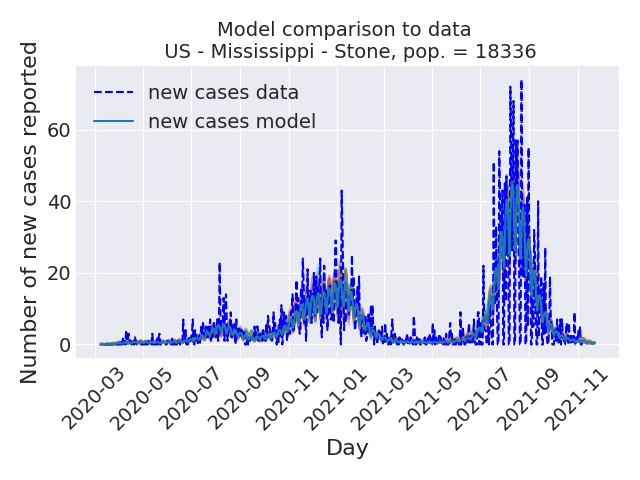 Model comparison to data
US - Mississippi - Stone, pop. = 18336
Number of new cases reported
new cases data
new cases model
60
40
20
0
2020-03
2020-05
2020-07
2020-09
2020-11
2021-01
2021-03
2021-05
2021-07
2021-09
2021-11
Day